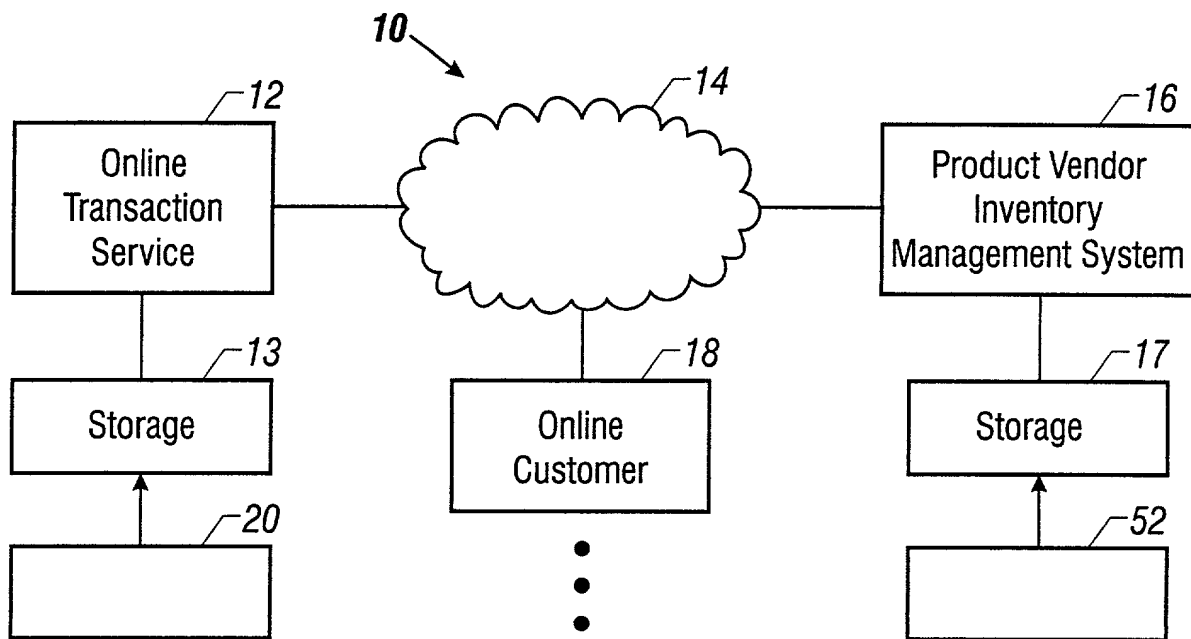 10
12
Online
Transaction
Service
14
16
Product Vendor
Inventory
Management System
13
Storage
18
Online
Customer
17
Storage
20
52